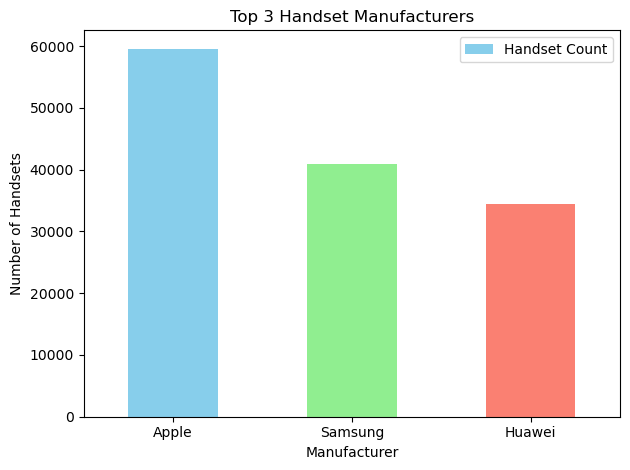 Top 3 Handset Manufacturers
Handset Count
60000
50000
40000
30000
20000
10000
0
Number of Handsets
Apple Samsung Huawei
Manufacturer